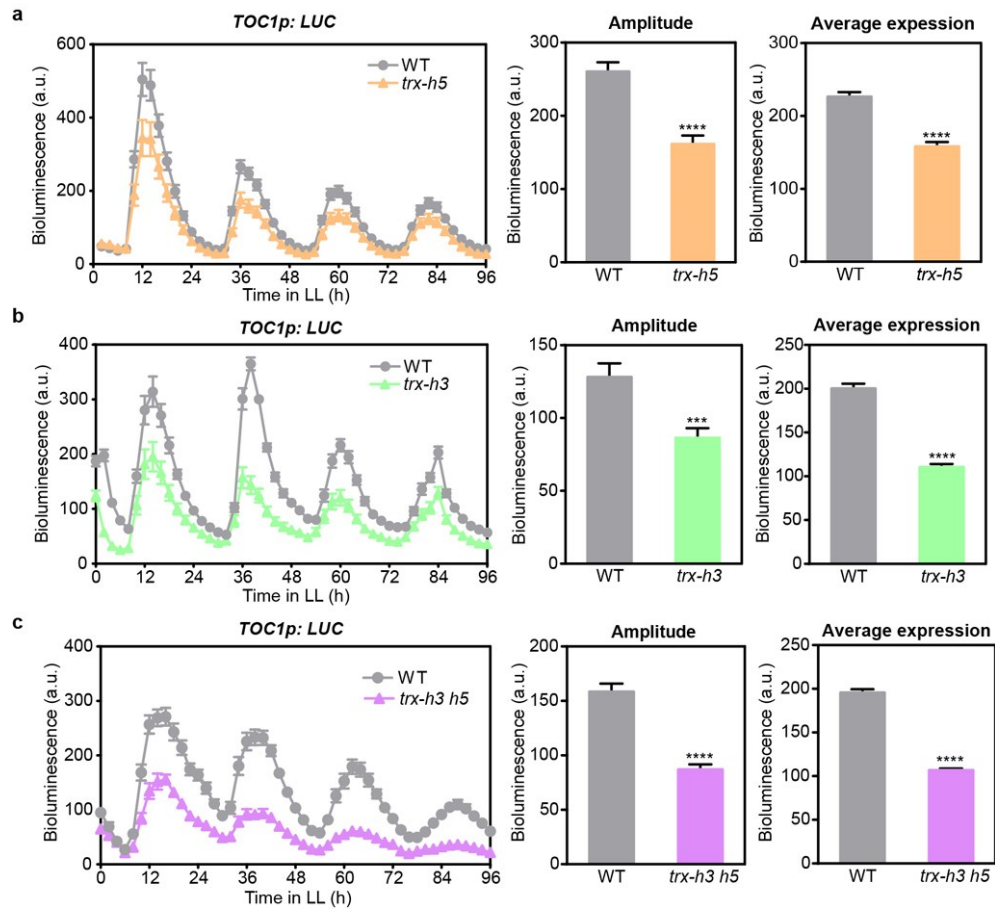 a
TOC1p: LUC
Bioluminescence (a.u.)
600
400
200
0
0 12 24 36 48 60 72 84 96
Time in LL (h)
WT
trx-h5
Amplitude
Bioluminescence (a.u.)
300
200
100
0
****
WT trx-h5
Average expession
Bioluminescence (a.u.)
300
200
100
0
****
WT trx-h5
b
TOC1p: LUC
Bioluminescence (a.u.)
400
300
200
100
0
0 12 24 36 48 60 72 84 96
Time in LL (h)
WT
trx-h3
Amplitude
Bioluminescence (a.u.)
150
100
50
0
***
WT trx-h3
Average expression
Bioluminescence (a.u.)
250
200
150
100
50
0
****
WT trx-h3
c
TOC1p: LUC
Bioluminescence (a.u.)
400
300
200
100
0
0 12 24 36 48 60 72 84 96
Time in LL (h)
WT
trx-h3 h5
Amplitude
Bioluminescence (a.u.)
200
150
100
50
0
****
WT trx-h3 h5
Average expression
Bioluminescence (a.u.)
250
200
150
100
50
0
****
WT trx-h3 h5